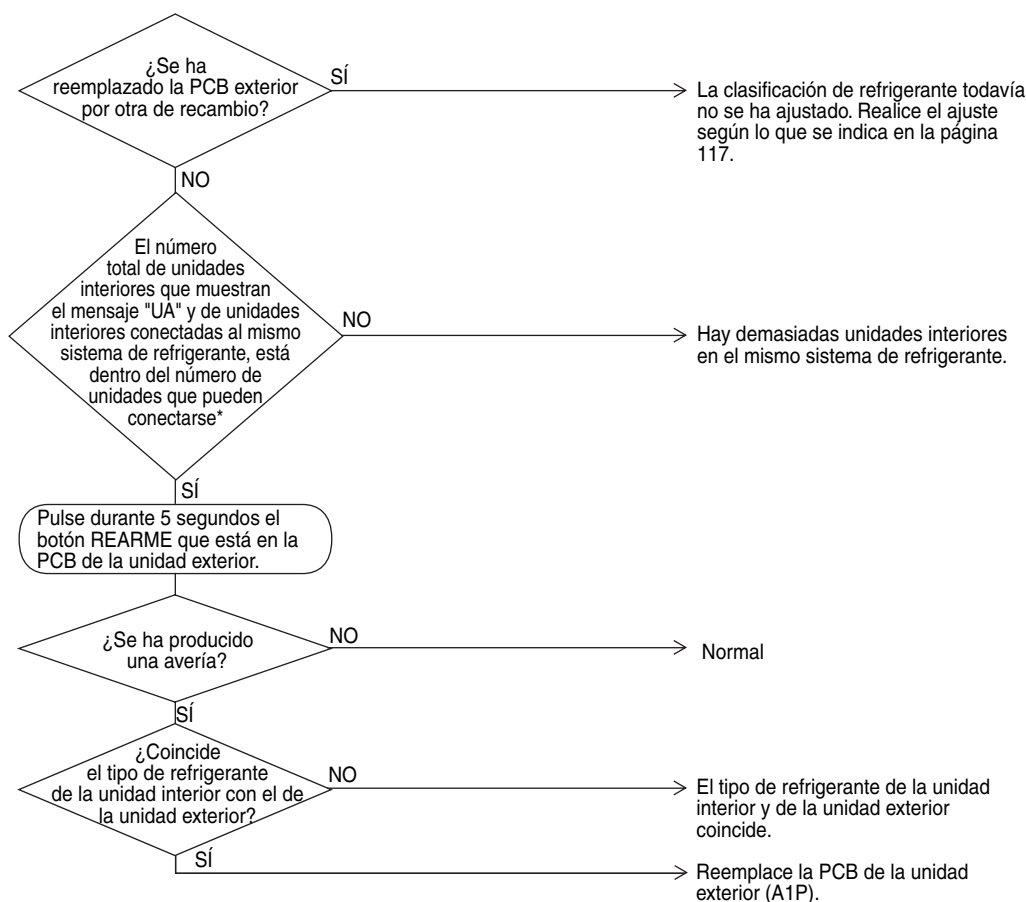 ¿Se ha
reemplazado la PCB exterior
por otra de recambio?
SÍ
La clasificación de refrigerante todavía
no se ha ajustado. Realice el ajuste
según lo que se indica en la página
117.
NO
El número
total de unidades
interiores que muestran
el mensaje "UA" y de unidades
interiores conectadas al mismo
sistema de refrigerante, está
dentro del número de
unidades que pueden
conectarse*
NO
Hay demasiadas unidades interiores
en el mismo sistema de refrigerante.
SÍ
Pulse durante 5 segundos el
botón REARME que está en la
PCB de la unidad exterior.
¿Se ha producido
una avería?
NO
Normal
SÍ
¿Coincide
el tipo de refrigerante
de la unidad interior con el de
la unidad exterior?
NO
El tipo de refrigerante de la unidad
interior y de la unidad exterior
coincide.
SÍ
Reemplace la PCB de la unidad
exterior (A1P).